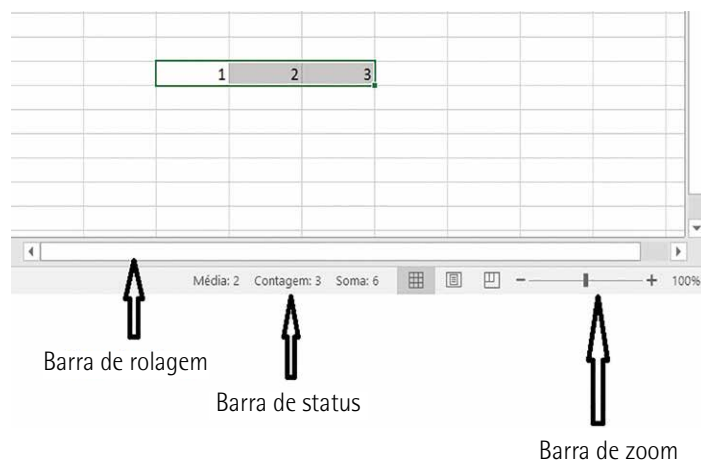 1 2 3
Média: 2 Contagem: 3 Soma: 6 - + 100%
Barra de rolagem
Barra de status
Barra de zoom